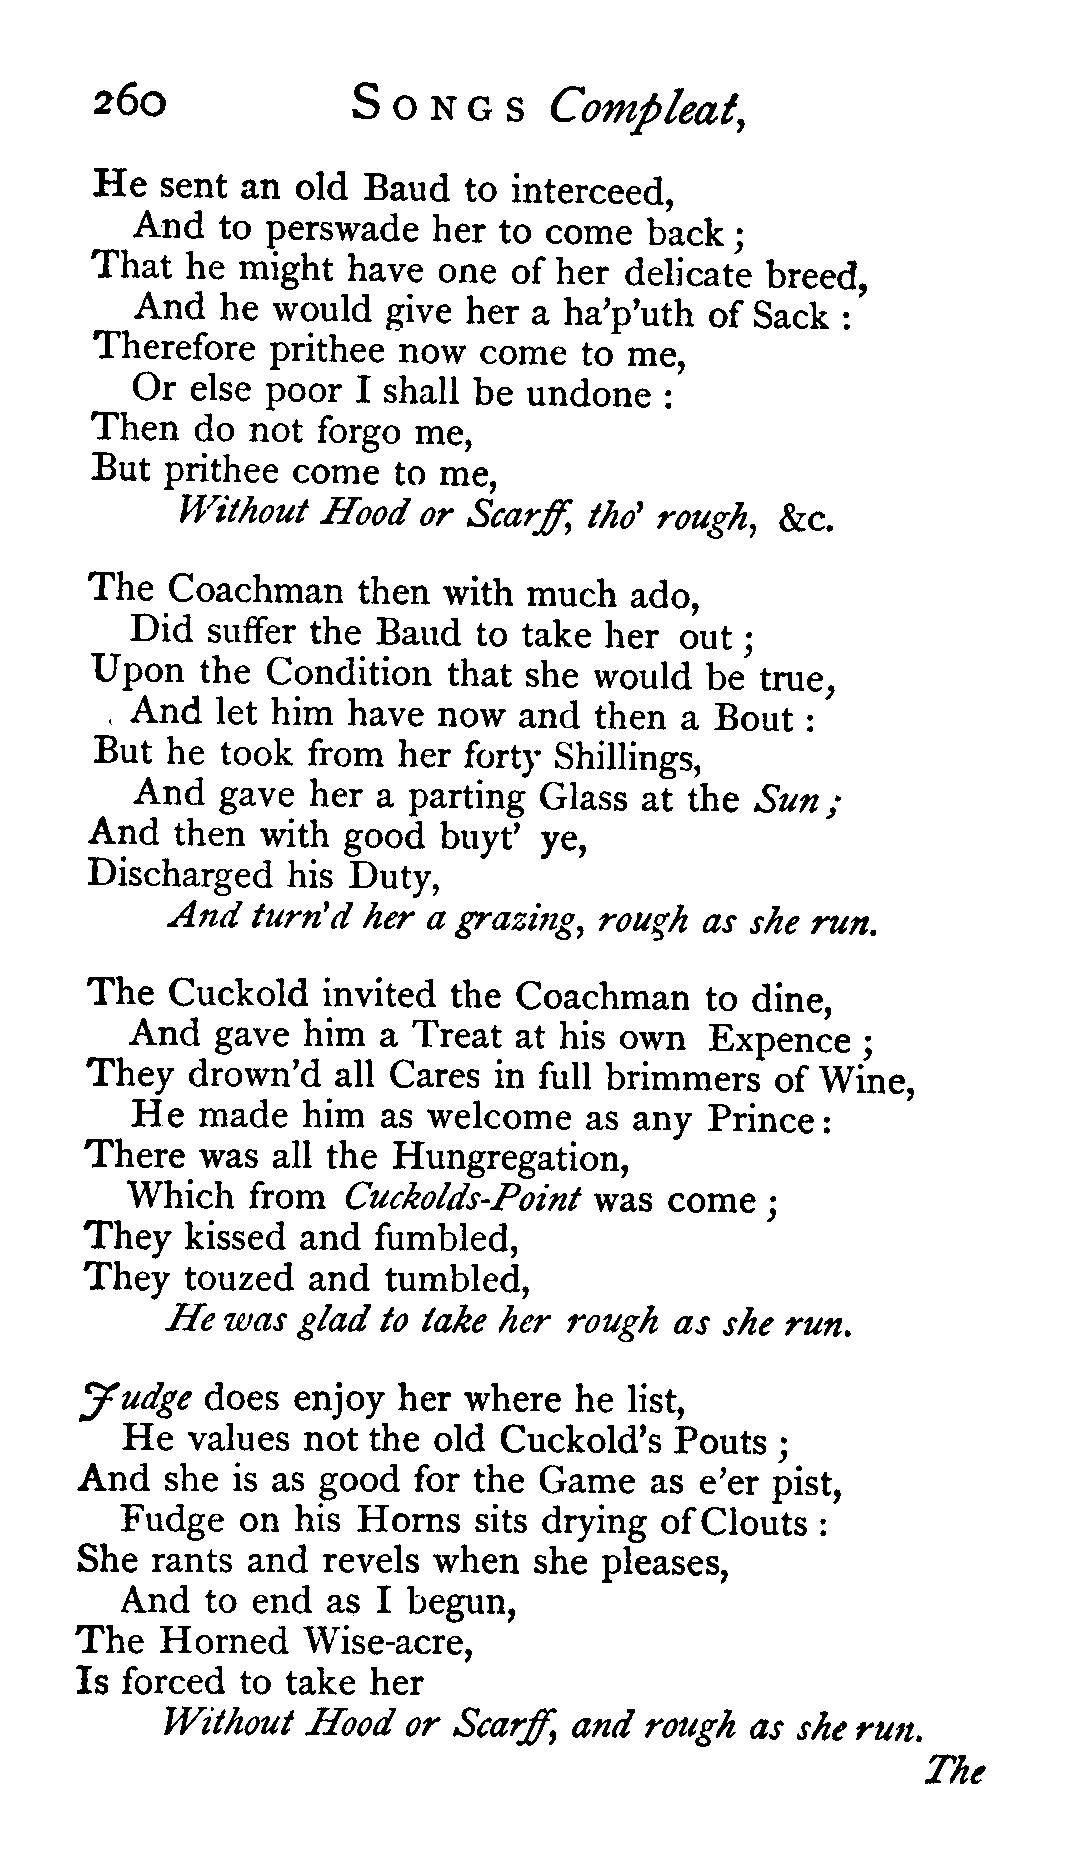 260 SONGS Compleat,
He sent an old Baud to interceed,
And to perswade her to come back ;
That he might have one of her delicate breed,
And he would give her a ha'p'uth of Sack :
Therefore prithee now come to me,
Or else poor I shall be undone :
Then do not forgo me,
But prithee come to me,
Without Hood or Scarff, tho' rough, &c.
The Coachman then with much ado,
Did suffer the Baud to take her out ;
Upon the Condition that she would be true,
And let him have now and then a Bout :
But he took from her forty Shillings,
And gave her a parting Glass at the Sun ;
And then with good buyt' ye,
Discharged his Duty,
And turn'd her a grazing, rough as she run.
The Cuckold invited the Coachman to dine,
And gave him a Treat at his own Expence ;
They drown'd all Cares in full brimmers of Wine,
He made him as welcome as any Prince :
There was all the Hungregation,
Which from Cuckolds-Point was come ;
They kissed and fumbled,
They touzed and tumbled,
He was glad to take her rough as she run.
Judge does enjoy her where he list,
He values not the old Cuckold's Pouts ;
And she is as good for the Game as e'er pist,
Fudge on his Horns sits drying of Clouts :
She rants and revels when she pleases,
And to end as I begun,
The Horned Wise-acre,
Is forced to take her
Without Hood or Scarff, and rough as she run.
The